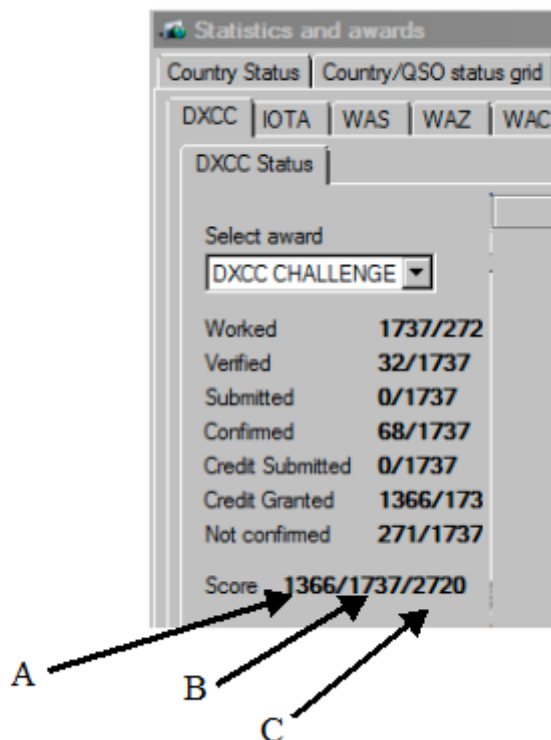 Statistics and awards
Country Status Country/QSO status grid
DXCC IOTA WAS WAZ WAC
DXCC Status
Select award
DXCC CHALLENGE
Worked 1737/272
Verified 32/1737
Submitted 0/1737
Confirmed 68/1737
Credit Submitted 0/1737
Credit Granted 1366/173
Not confirmed 271/1737
Score 1366/1737/2720
A
B
C